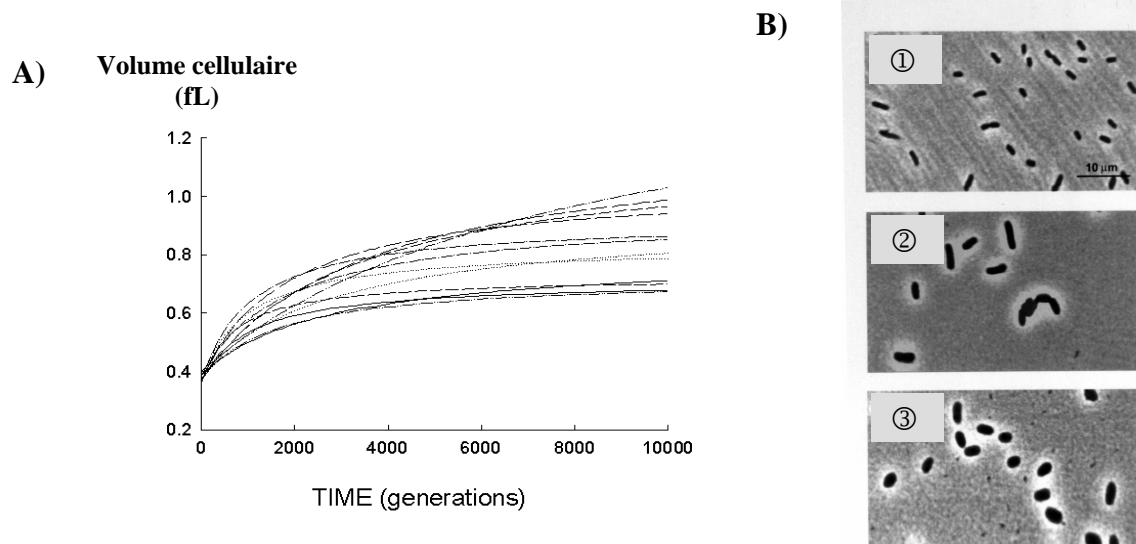 A)
Volume cellulaire
(fL)
1.2
1.0
0.8
0.6
0.4
0.2
0
2000
4000
6000
8000
10000
TIME (generations)
B)
①
10 µm
②
③